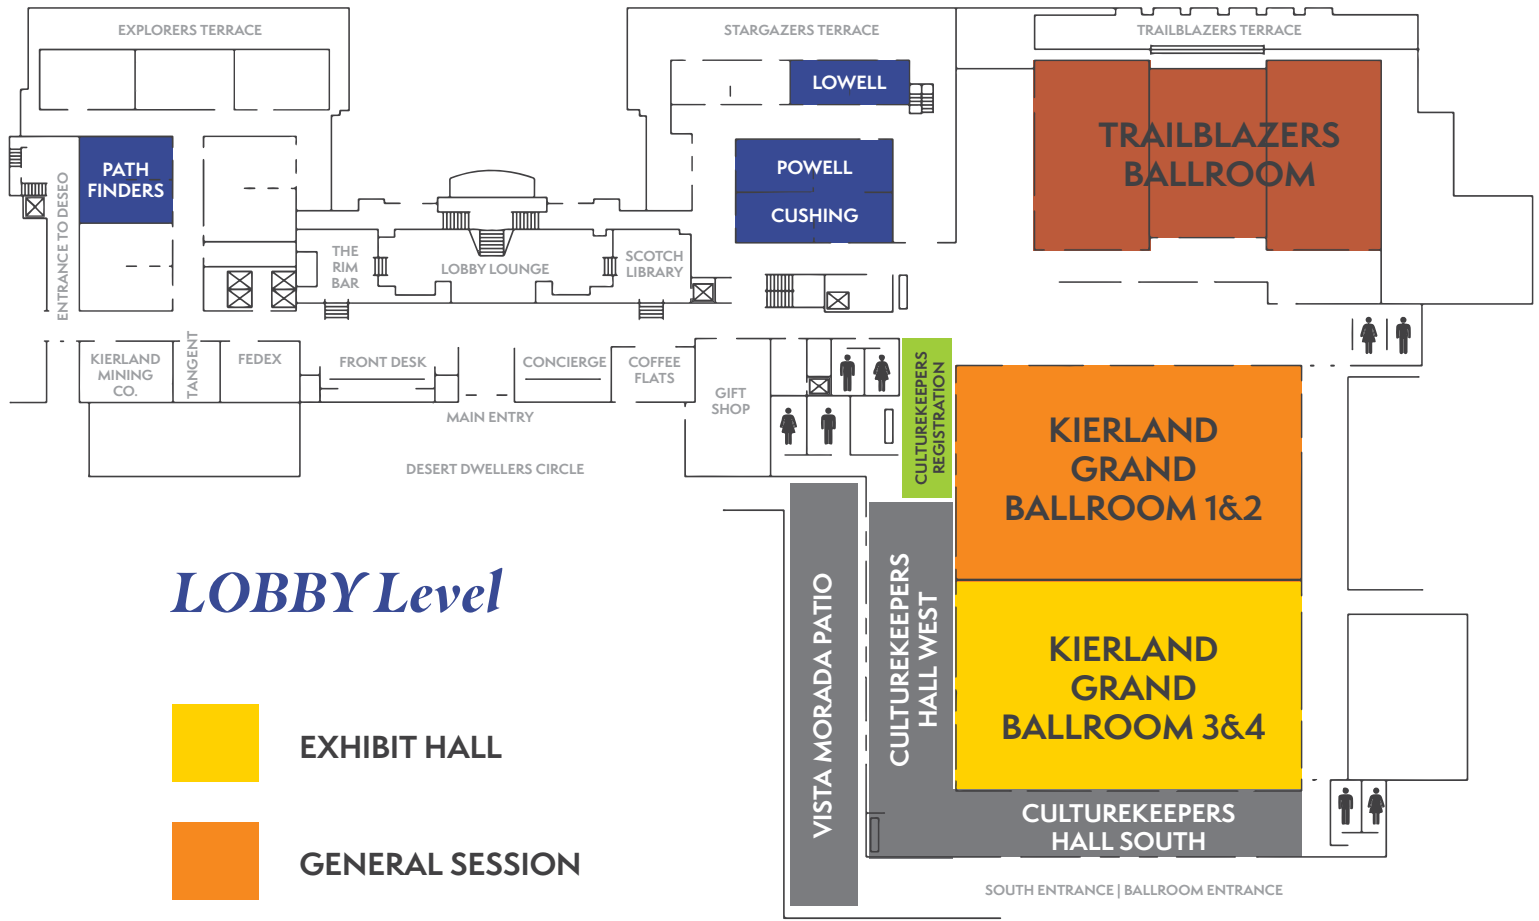 EXPLORERS TERRACE
STARGAZERS TERRACE
TRAILBLAZERS TERRACE
LOWELL
TRAILBLAZERS
BALLROOM
PATH
FINDERS
POWELL
CUSHING
ENTRANCE TO DESEO
THE
RIM
BAR
LOBBY LOUNGE
SCOTCH
LIBRARY
KIERLAND
MINING
CO.
TANGENT
FEDEX
FRONT DESK
CONCIERGE
COFFEE
FLATS
GIFT
SHOP
CULTUREKEEPERS
REGISTRATION
MAIN ENTRY
DESERT DWELLERS CIRCLE
KIERLAND
GRAND
BALLROOM 1&2
LOBBY Level
VISTA MORADA PATIO
CULTUREKEEPERS
HALL WEST
KIERLAND
GRAND
BALLROOM 3&4
EXHIBIT HALL
CULTUREKEEPERS
HALL SOUTH
GENERAL SESSION
SOUTH ENTRANCE | BALLROOM ENTRANCE